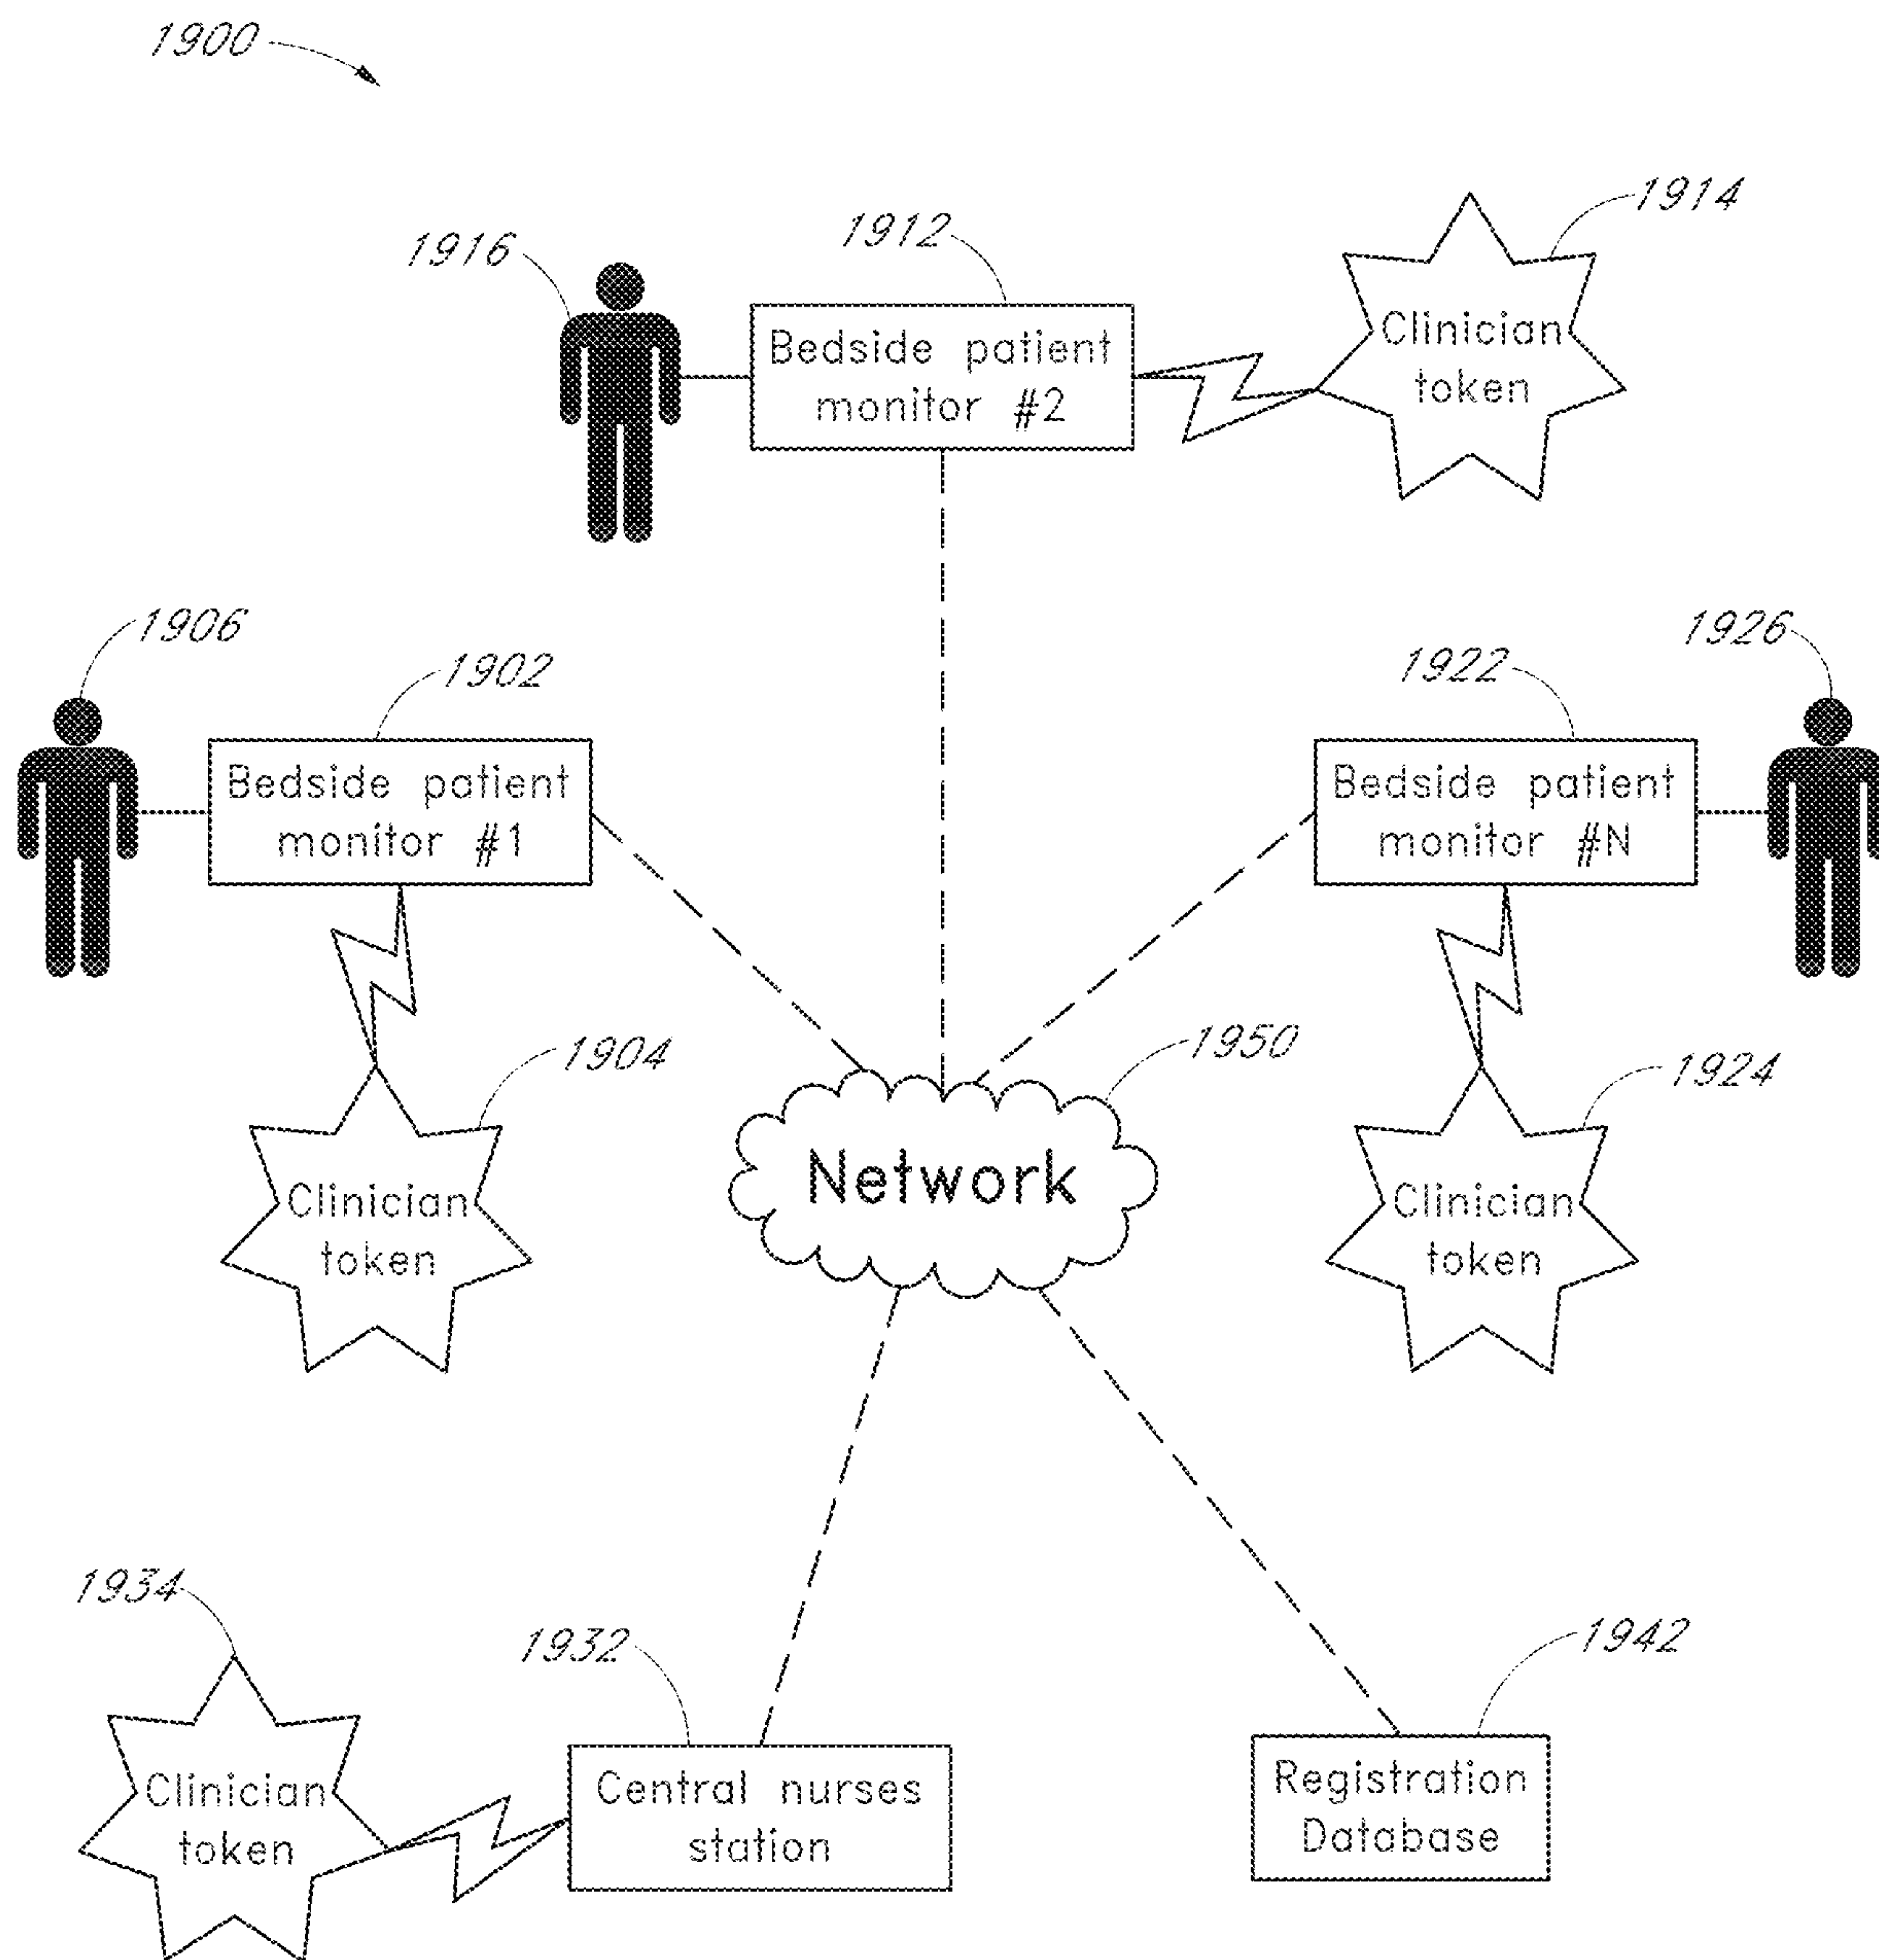 1900
1914
1912
1916
Bedside patient
monitor #2
Clinician
token
1906
1926
1902
1922
Bedside patient
monitor #1
Bedside patient
monitor #N
1904
1950
1924
Network
Clinician
token
Clinician
token
1934
1932
1942
Clinician
token
Central nurses
station
Registration
Database